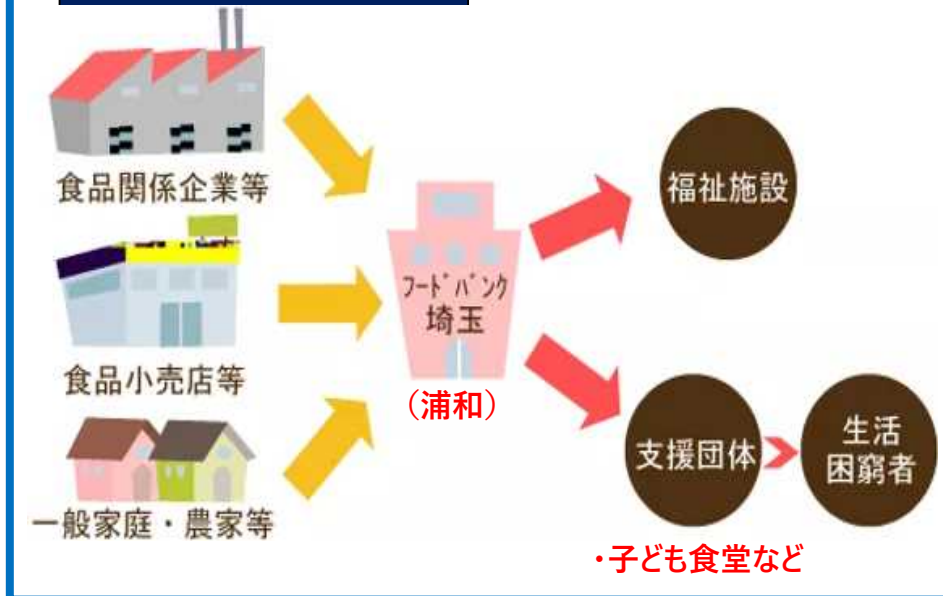 食品関係企業等
食品小売店等
一般家庭・農家等
ﾌｰﾄﾞﾊﾞﾝｸ
埼玉
(浦和)
福祉施設
支援団体
生活
困窮者
・子ども食堂など